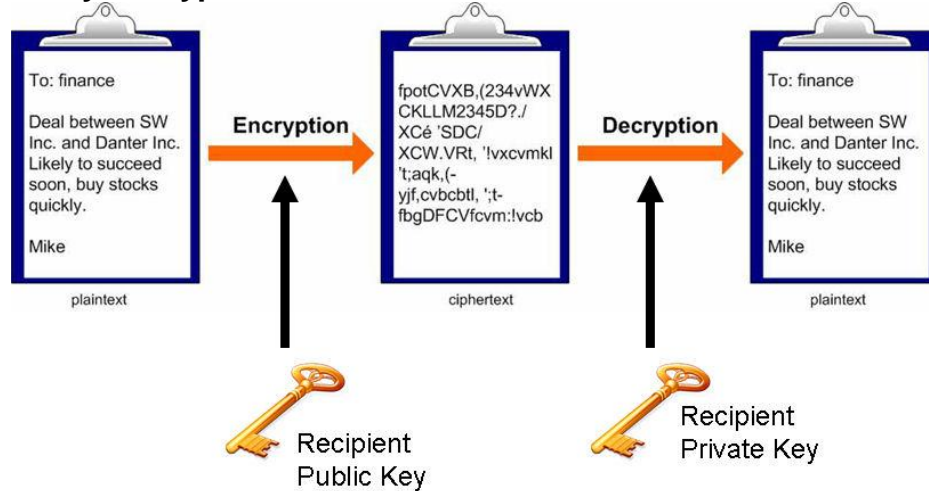 To: finance
Deal between SW
Inc. and Danter Inc.
Likely to succeed
soon, buy stocks
quickly.
Mike
plaintext
Encryption
fpotCVXB,(234vWX
CKLLM2345D?./
XCé 'SDC/
XCW.VRt, '!vxcvmkl
't;aqk,(-
yjf,cvbcbtl, ';t-
fbgDFCVfcvm:!vcb
ciphertext
Decryption
To: finance
Deal between SW
Inc. and Danter Inc.
Likely to succeed
soon, buy stocks
quickly.
Mike
plaintext
Recipient
Public Key
Recipient
Private Key